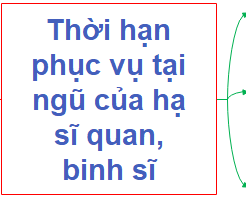 Thời hạn
phục vụ tại
ngũ của hạ
sĩ quan,
binh sĩ